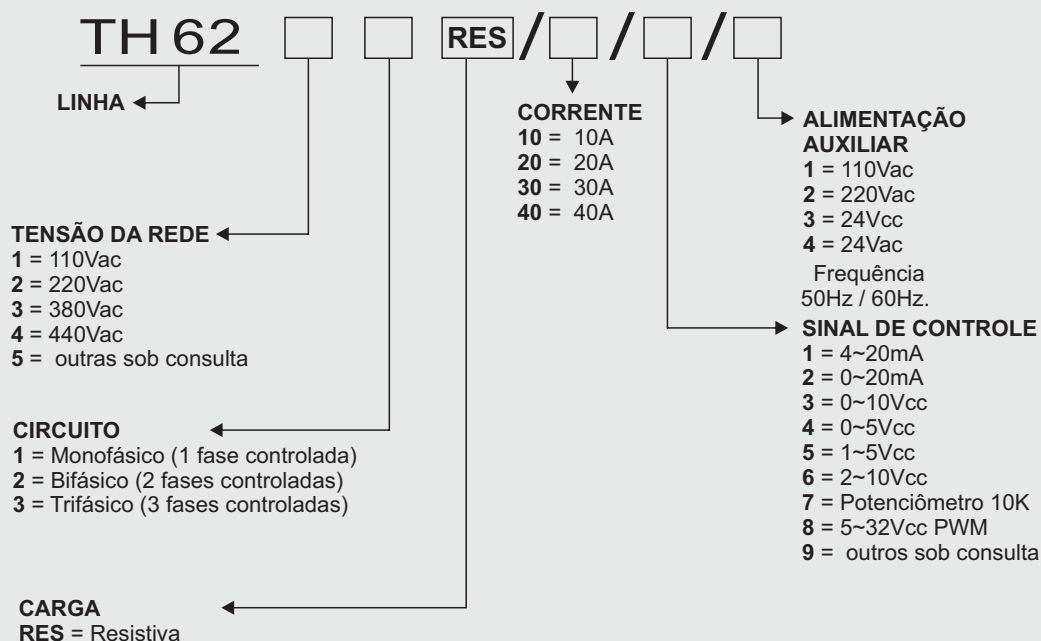 TH 62 RES / / /
LINHA
CORRENTE
10 = 10A
20 = 20A
30 = 30A
40 = 40A
ALIMENTAÇÃO
AUXILIAR
1 = 110Vac
2 = 220Vac
3 = 24Vcc
4 = 24Vac
Frequência
50Hz / 60Hz.
TENSÃO DA REDE
1 = 110Vac
2 = 220Vac
3 = 380Vac
4 = 440Vac
5 = outras sob consulta
SINAL DE CONTROLE
1 = 4~20mA
2 = 0~20mA
3 = 0~10Vcc
4 = 0~5Vcc
5 = 1~5Vcc
6 = 2~10Vcc
7 = Potenciômetro 10K
8 = 5~32Vcc PWM
9 = outros sob consulta
CIRCUITO
1 = Monofásico (1 fase controlada)
2 = Bifásico (2 fases controladas)
3 = Trifásico (3 fases controladas)
CARGA
RES = Resistiva